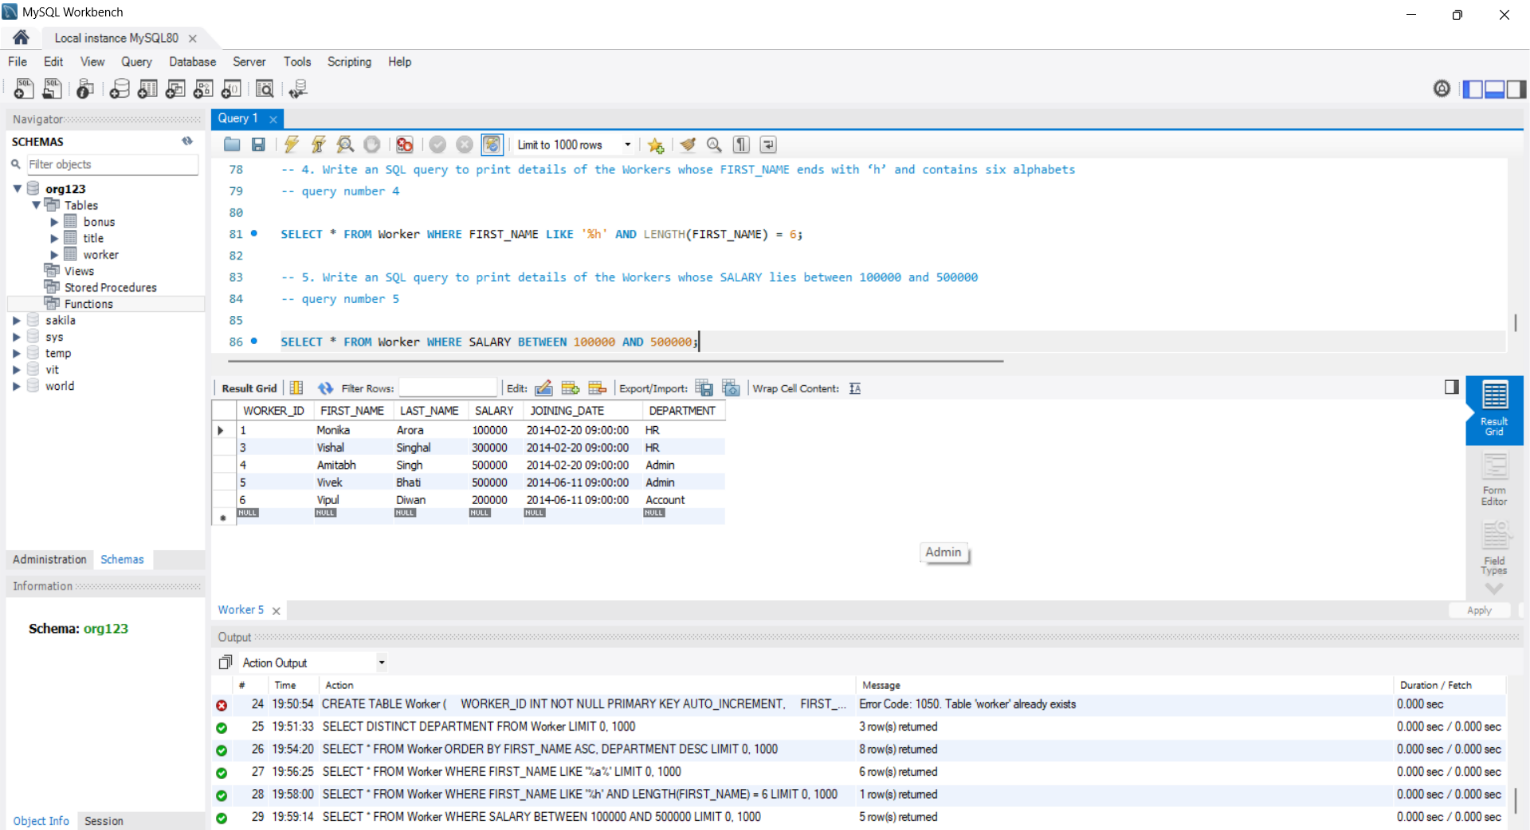 MySQL Workbench
Local instance MySQL80
File Edit View Query Database Server Tools Scripting Help
Navigator
SCHEMAS
Filter objects
org123
Tables
bonus
title
worker
Views
Stored Procedures
Functions
sakila
sys
temp
vit
world
Administration Schemas
Information
Schema: org123
Object Info Session
Query 1
Limit to 1000 rows
78 -- 4. Write an SQL query to print details of the Workers whose FIRST_NAME ends with ‘h’ and contains six alphabets
79 -- query number 4
80
81 SELECT * FROM Worker WHERE FIRST_NAME LIKE '%h' AND LENGTH(FIRST_NAME) = 6;
82
83 -- 5. Write an SQL query to print details of the Workers whose SALARY lies between 100000 and 500000
84 -- query number 5
85
86 SELECT * FROM Worker WHERE SALARY BETWEEN 100000 AND 500000;
Result Grid Filter Rows: Edit: Export/Import: Wrap Cell Content:
WORKER_ID FIRST_NAME LAST_NAME SALARY JOINING_DATE DEPARTMENT
1 Monika Arora 100000 2014-02-20 09:00:00 HR
3 Vishal Singhal 300000 2014-02-20 09:00:00 HR
4 Amitabh Singh 500000 2014-02-20 09:00:00 Admin
5 Vivek Bhati 500000 2014-06-11 09:00:00 Admin
6 Vipul Diwan 200000 2014-06-11 09:00:00 Account
NULL NULL NULL NULL NULL NULL
Admin
Result
Grid
Form
Editor
Field
Types
Worker 5
Apply
Output
Action Output
# Time Action Message Duration / Fetch
24 19:50:54 CREATE TABLE Worker ( WORKER_ID INT NOT NULL PRIMARY KEY AUTO_INCREMENT, FIRST_... Error Code: 1050. Table 'worker' already exists 0.000 sec
25 19:51:33 SELECT DISTINCT DEPARTMENT FROM Worker LIMIT 0, 1000 3 row(s) returned 0.000 sec / 0.000 sec
26 19:54:20 SELECT * FROM Worker ORDER BY FIRST_NAME ASC, DEPARTMENT DESC LIMIT 0, 1000 8 row(s) returned 0.000 sec / 0.000 sec
27 19:56:25 SELECT * FROM Worker WHERE FIRST_NAME LIKE '%a%' LIMIT 0, 1000 6 row(s) returned 0.000 sec / 0.000 sec
28 19:58:00 SELECT * FROM Worker WHERE FIRST_NAME LIKE '%h' AND LENGTH(FIRST_NAME) = 6 LIMIT 0, 1000 1 row(s) returned 0.000 sec / 0.000 sec
29 19:59:14 SELECT * FROM Worker WHERE SALARY BETWEEN 100000 AND 500000 LIMIT 0, 1000 5 row(s) returned 0.000 sec / 0.000 sec